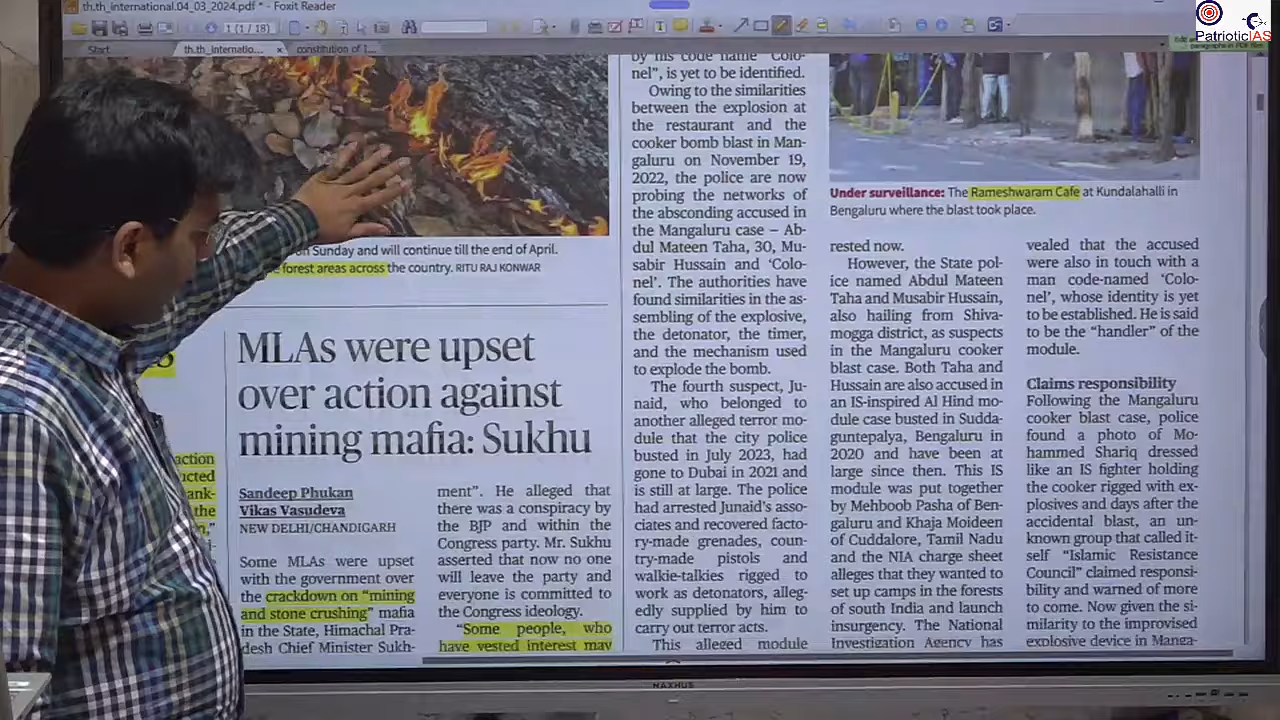 th.th_international.04_03_2024.pdf * - Foxit Reader
1 (1 / 18)
Start
th.th_internatio...
constitution of 1...
PatrioticIAS
on Sunday and will continue till the end of April.
forest areas across the country. RITU RAJ KONWAR
MLAs were upset
over action against
mining mafia: Sukhu
action
ucted
ank-
the
Sandeep Phukan
Vikas Vasudeva
NEW DELHI/CHANDIGARH
Some MLAs were upset
with the government over
the crackdown on “mining
and stone crushing” mafia
in the State, Himachal Pra-
desh Chief Minister Sukh-
ment”. He alleged that
there was a conspiracy by
the BJP and within the
Congress party. Mr. Sukhu
asserted that now no one
will leave the party and
everyone is committed to
the Congress ideology.
“Some people, who
have vested interest may
by his code name “Colo-
nel”, is yet to be identified.
Owing to the similarities
between the explosion at
the restaurant and the
cooker bomb blast in Man-
galuru on November 19,
2022, the police are now
probing the networks of
the absconding accused in
the Mangaluru case – Ab-
dul Mateen Taha, 30, Mu-
sabir Hussain and ‘Colo-
nel’. The authorities have
found similarities in the as-
sembling of the explosive,
the detonator, the timer,
and the mechanism used
to explode the bomb.
The fourth suspect, Ju-
naid, who belonged to
another alleged terror mo-
dule that the city police
busted in July 2023, had
gone to Dubai in 2021 and
is still at large. The police
had arrested Junaid’s asso-
ciates and recovered facto-
ry-made grenades, coun-
try-made pistols and
walkie-talkies rigged to
work as detonators, alleg-
edly supplied by him to
carry out terror acts.
This alleged module
Under surveillance: The Rameshwaram Cafe at Kundalahalli in
Bengaluru where the blast took place.
rested now.
However, the State pol-
ice named Abdul Mateen
Taha and Musabir Hussain,
also hailing from Shiva-
mogga district, as suspects
in the Mangaluru cooker
blast case. Both Taha and
Hussain are also accused in
an IS-inspired Al Hind mo-
dule case busted in Sudda-
guntepalya, Bengaluru in
2020 and have been at
large since then. This IS
module was put together
by Mehboob Pasha of Ben-
galuru and Khaja Moideen
of Cuddalore, Tamil Nadu
and the NIA charge sheet
alleges that they wanted to
set up camps in the forests
of south India and launch
insurgency. The National
Investigation Agency has
vealed that the accused
were also in touch with a
man code-named ‘Colo-
nel’, whose identity is yet
to be established. He is said
to be the “handler” of the
module.
Claims responsibility
Following the Mangaluru
cooker blast case, police
found a photo of Mo-
hammed Shariq dressed
like an IS fighter holding
the cooker rigged with ex-
plosives and days after the
accidental blast, an un-
known group that called it-
self “Islamic Resistance
Council” claimed responsi-
bility and warned of more
to come. Now given the si-
milarity to the improvised
explosive device in Manga-
MAXHUB